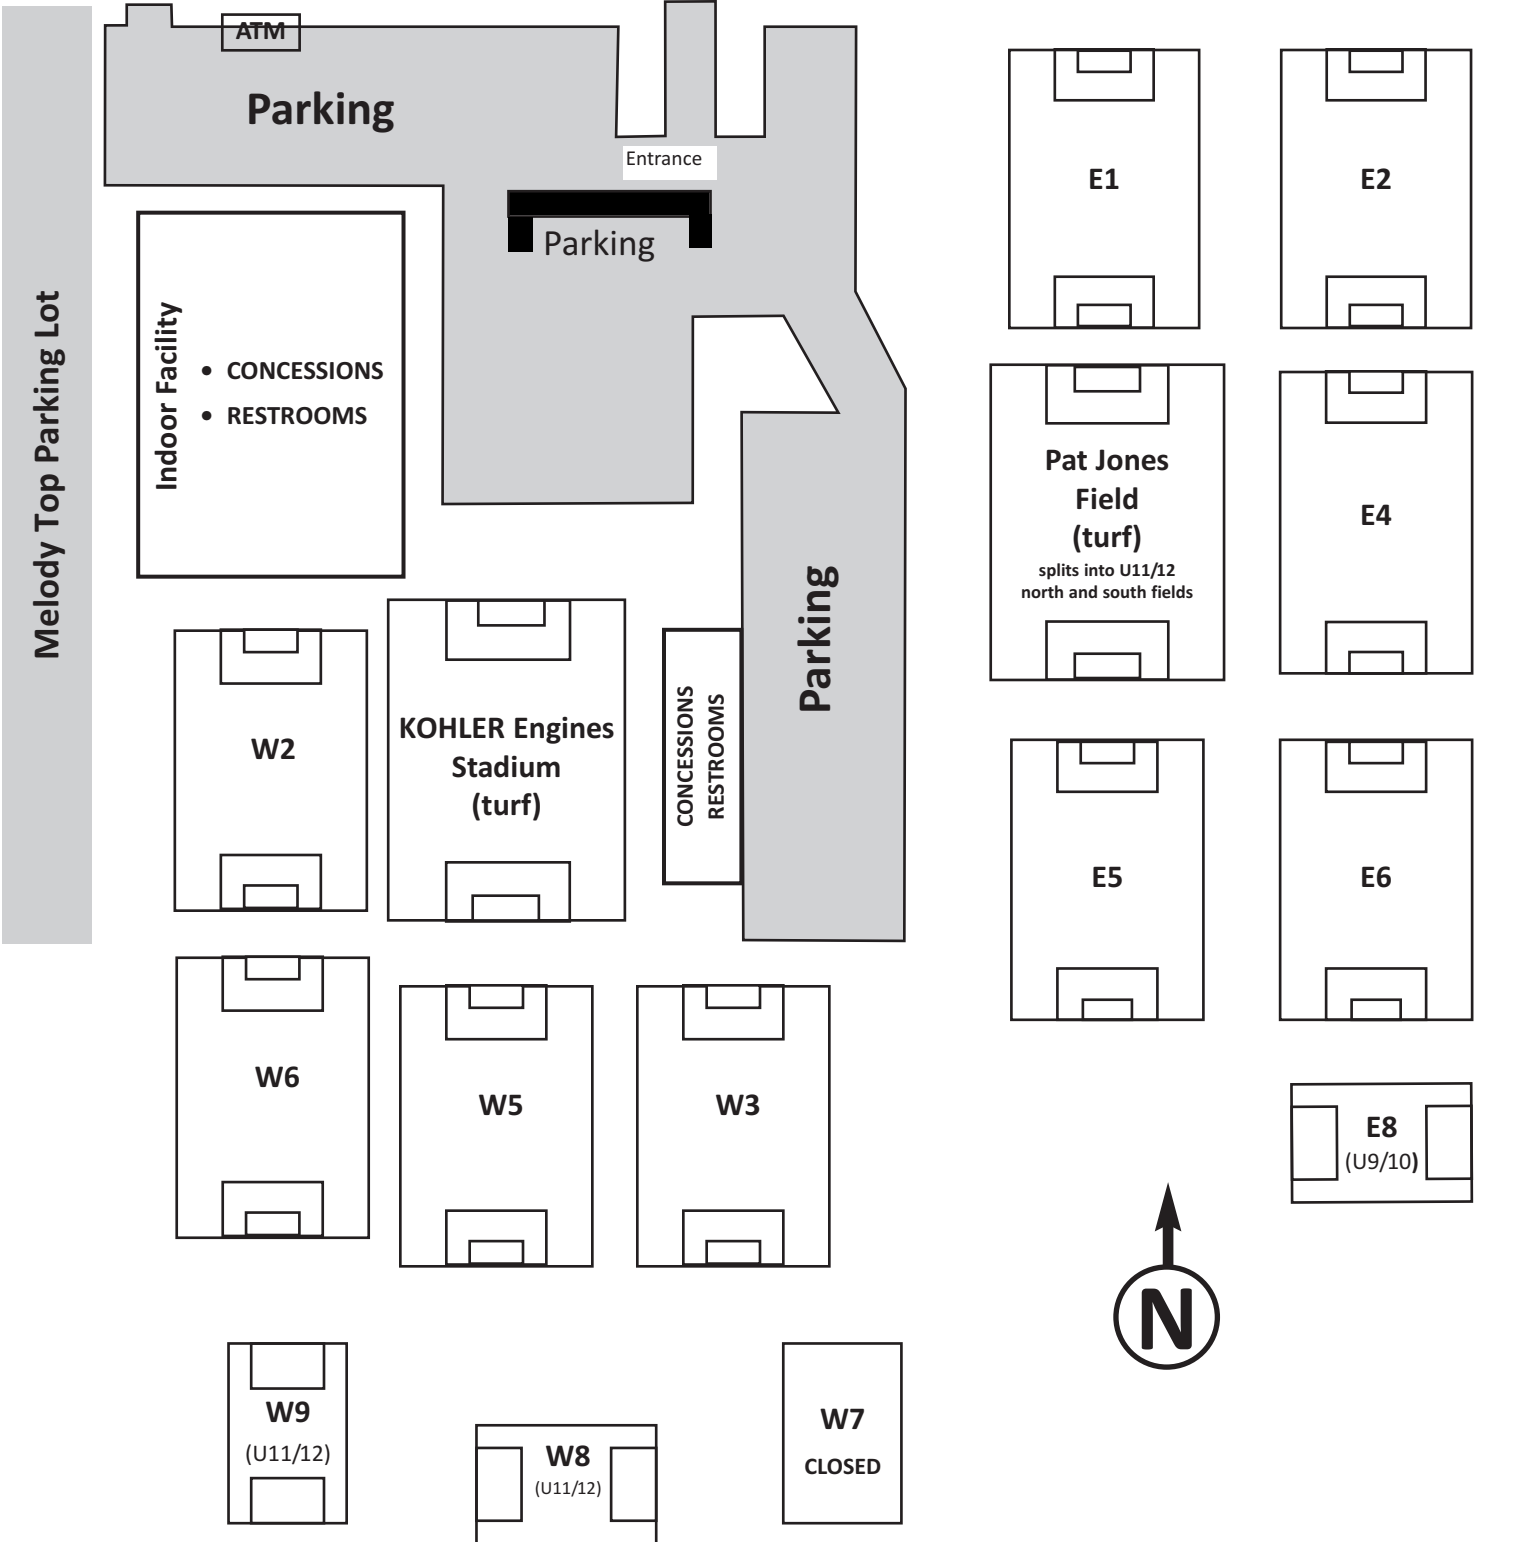 ATM
Parking
Entrance
Parking
Melody Top Parking Lot
Indoor Facility
• CONCESSIONS
• RESTROOMS
E1
E2
Pat Jones
Field
(turf)
splits into U11/12
north and south fields
E4
Parking
W2
KOHLER Engines
Stadium
(turf)
CONCESSIONS
RESTROOMS
E5
E6
W6
W5
W3
E8
(U9/10)
N
W9
(U11/12)
W8
(U11/12)
W7
CLOSED